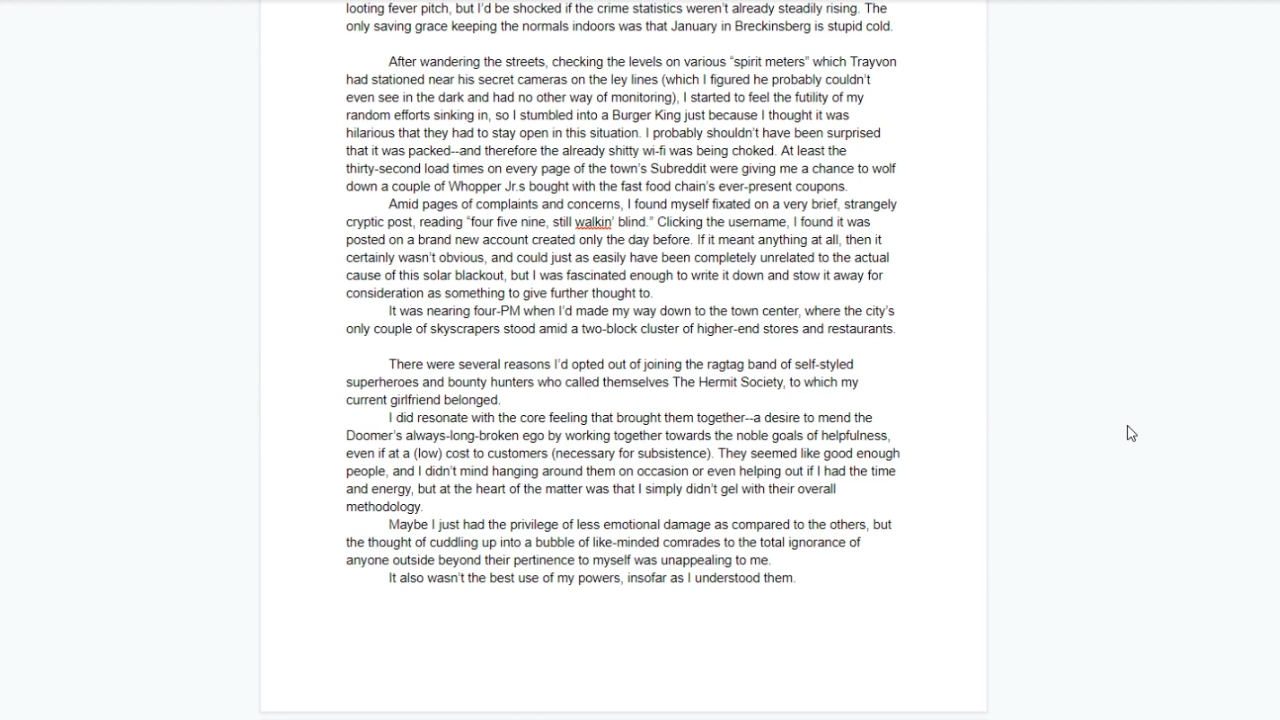 looting fever pitch, but I'd be shocked if the crime statistics weren't already steadily rising. The
only saving grace keeping the normals indoors was that January in Breckinsberg is stupid cold.
After wandering the streets, checking the levels on various “spirit meters” which Trayvon
had stationed near his secret cameras on the ley lines (which I figured he probably couldn't
even see in the dark and had no other way of monitoring), I started to feel the futility of my
random efforts sinking in, so I stumbled into a Burger King just because I thought it was
hilarious that they had to stay open in this situation. I probably shouldn't have been surprised
that it was packed--and therefore the already shitty wi-fi was being choked. At least the
thirty-second load times on every page of the town's Subreddit were giving me a chance to wolf
down a couple of Whopper Jr.s bought with the fast food chain's ever-present coupons.
Amid pages of complaints and concerns, I found myself fixated on a very brief, strangely
cryptic post, reading “four five nine, still walkin' blind.” Clicking the username, I found it was
posted on a brand new account created only the day before. If it meant anything at all, then it
certainly wasn't obvious, and could just as easily have been completely unrelated to the actual
cause of this solar blackout, but I was fascinated enough to write it down and stow it away for
consideration as something to give further thought to.
It was nearing four-PM when I'd made my way down to the town center, where the city's
only couple of skyscrapers stood amid a two-block cluster of higher-end stores and restaurants.
There were several reasons I'd opted out of joining the ragtag band of self-styled
superheroes and bounty hunters who called themselves The Hermit Society, to which my
current girlfriend belonged.
I did resonate with the core feeling that brought them together--a desire to mend the
Doomer's always-long-broken ego by working together towards the noble goals of helpfulness,
even if at a (low) cost to customers (necessary for subsistence). They seemed like good enough
people, and I didn't mind hanging around them on occasion or even helping out if I had the time
and energy, but at the heart of the matter was that I simply didn't gel with their overall
methodology.
Maybe I just had the privilege of less emotional damage as compared to the others, but
the thought of cuddling up into a bubble of like-minded comrades to the total ignorance of
anyone outside beyond their pertinence to myself was unappealing to me.
It also wasn't the best use of my powers, insofar as I understood them.